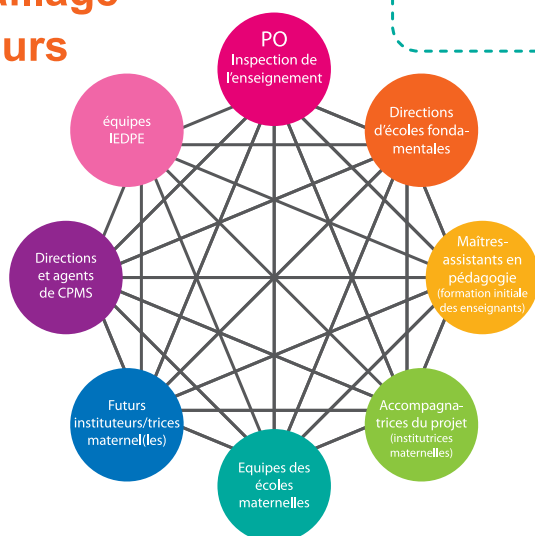 urs
PO
Inspection de
l'enseignement
équipes
IEDPE
Directions
d'écoles fonda-
mentales
Directions
et agents
de CPMS
Maîtres-
assistants en
pédagogie
(formation initiale
des enseignants)
Futurs
instituteurs/trices
maternel(les)
Accompagna-
trices du projet
(institutrices
maternelles)
Equipes des
écoles
maternelles